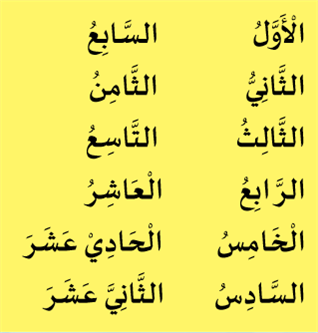 الْأَوَّلُ السَّابِعُ
الثَّانِيُّ الثَّامِنُ
الثَّالِثُ التَّاسِعُ
الرَّابِعُ الْعَاشِرُ
الْخَامِسُ الْحَادِيْ عَشَرَ
السَّادِسُ الثَّانِيَّ عَشَرَ